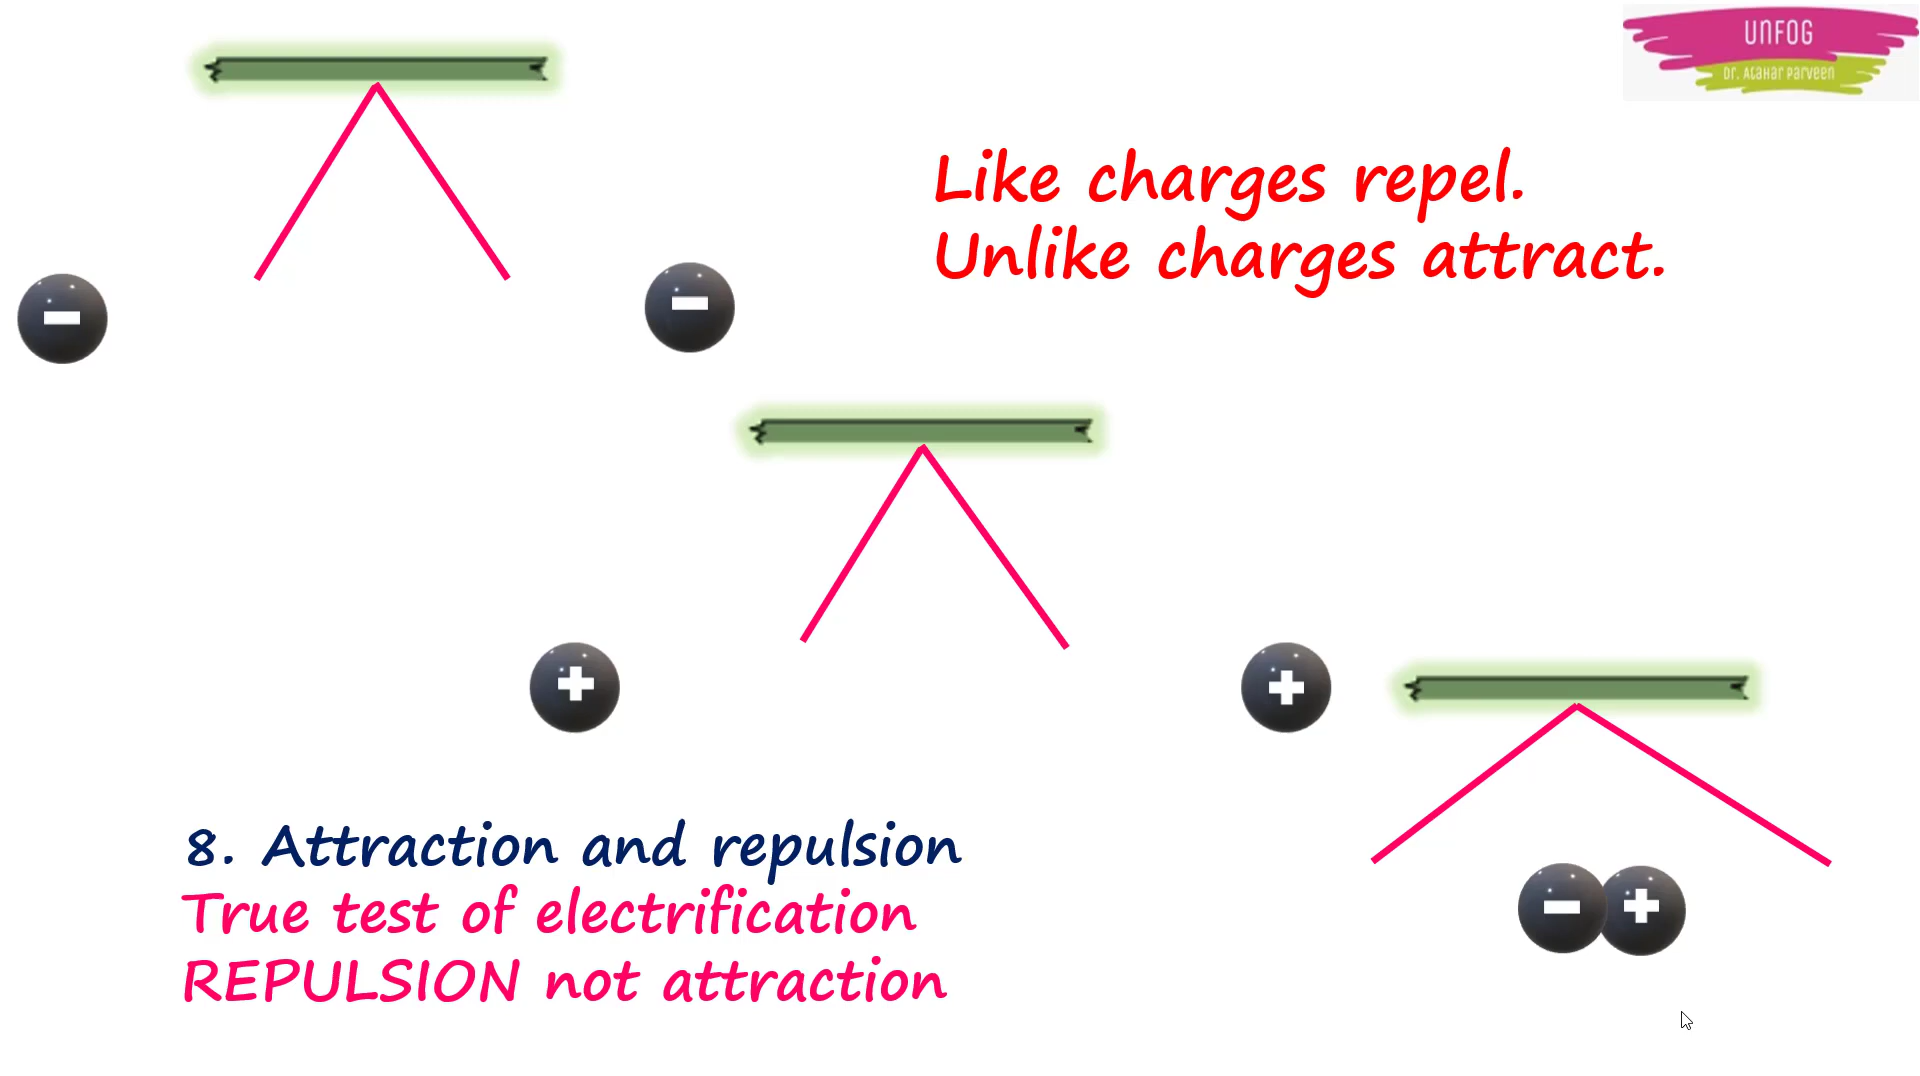 UNFOG
Dr. Atahar Parveen
Like charges repel.
Unlike charges attract.
8. Attraction and repulsion
True test of electrification
REPULSION not attraction